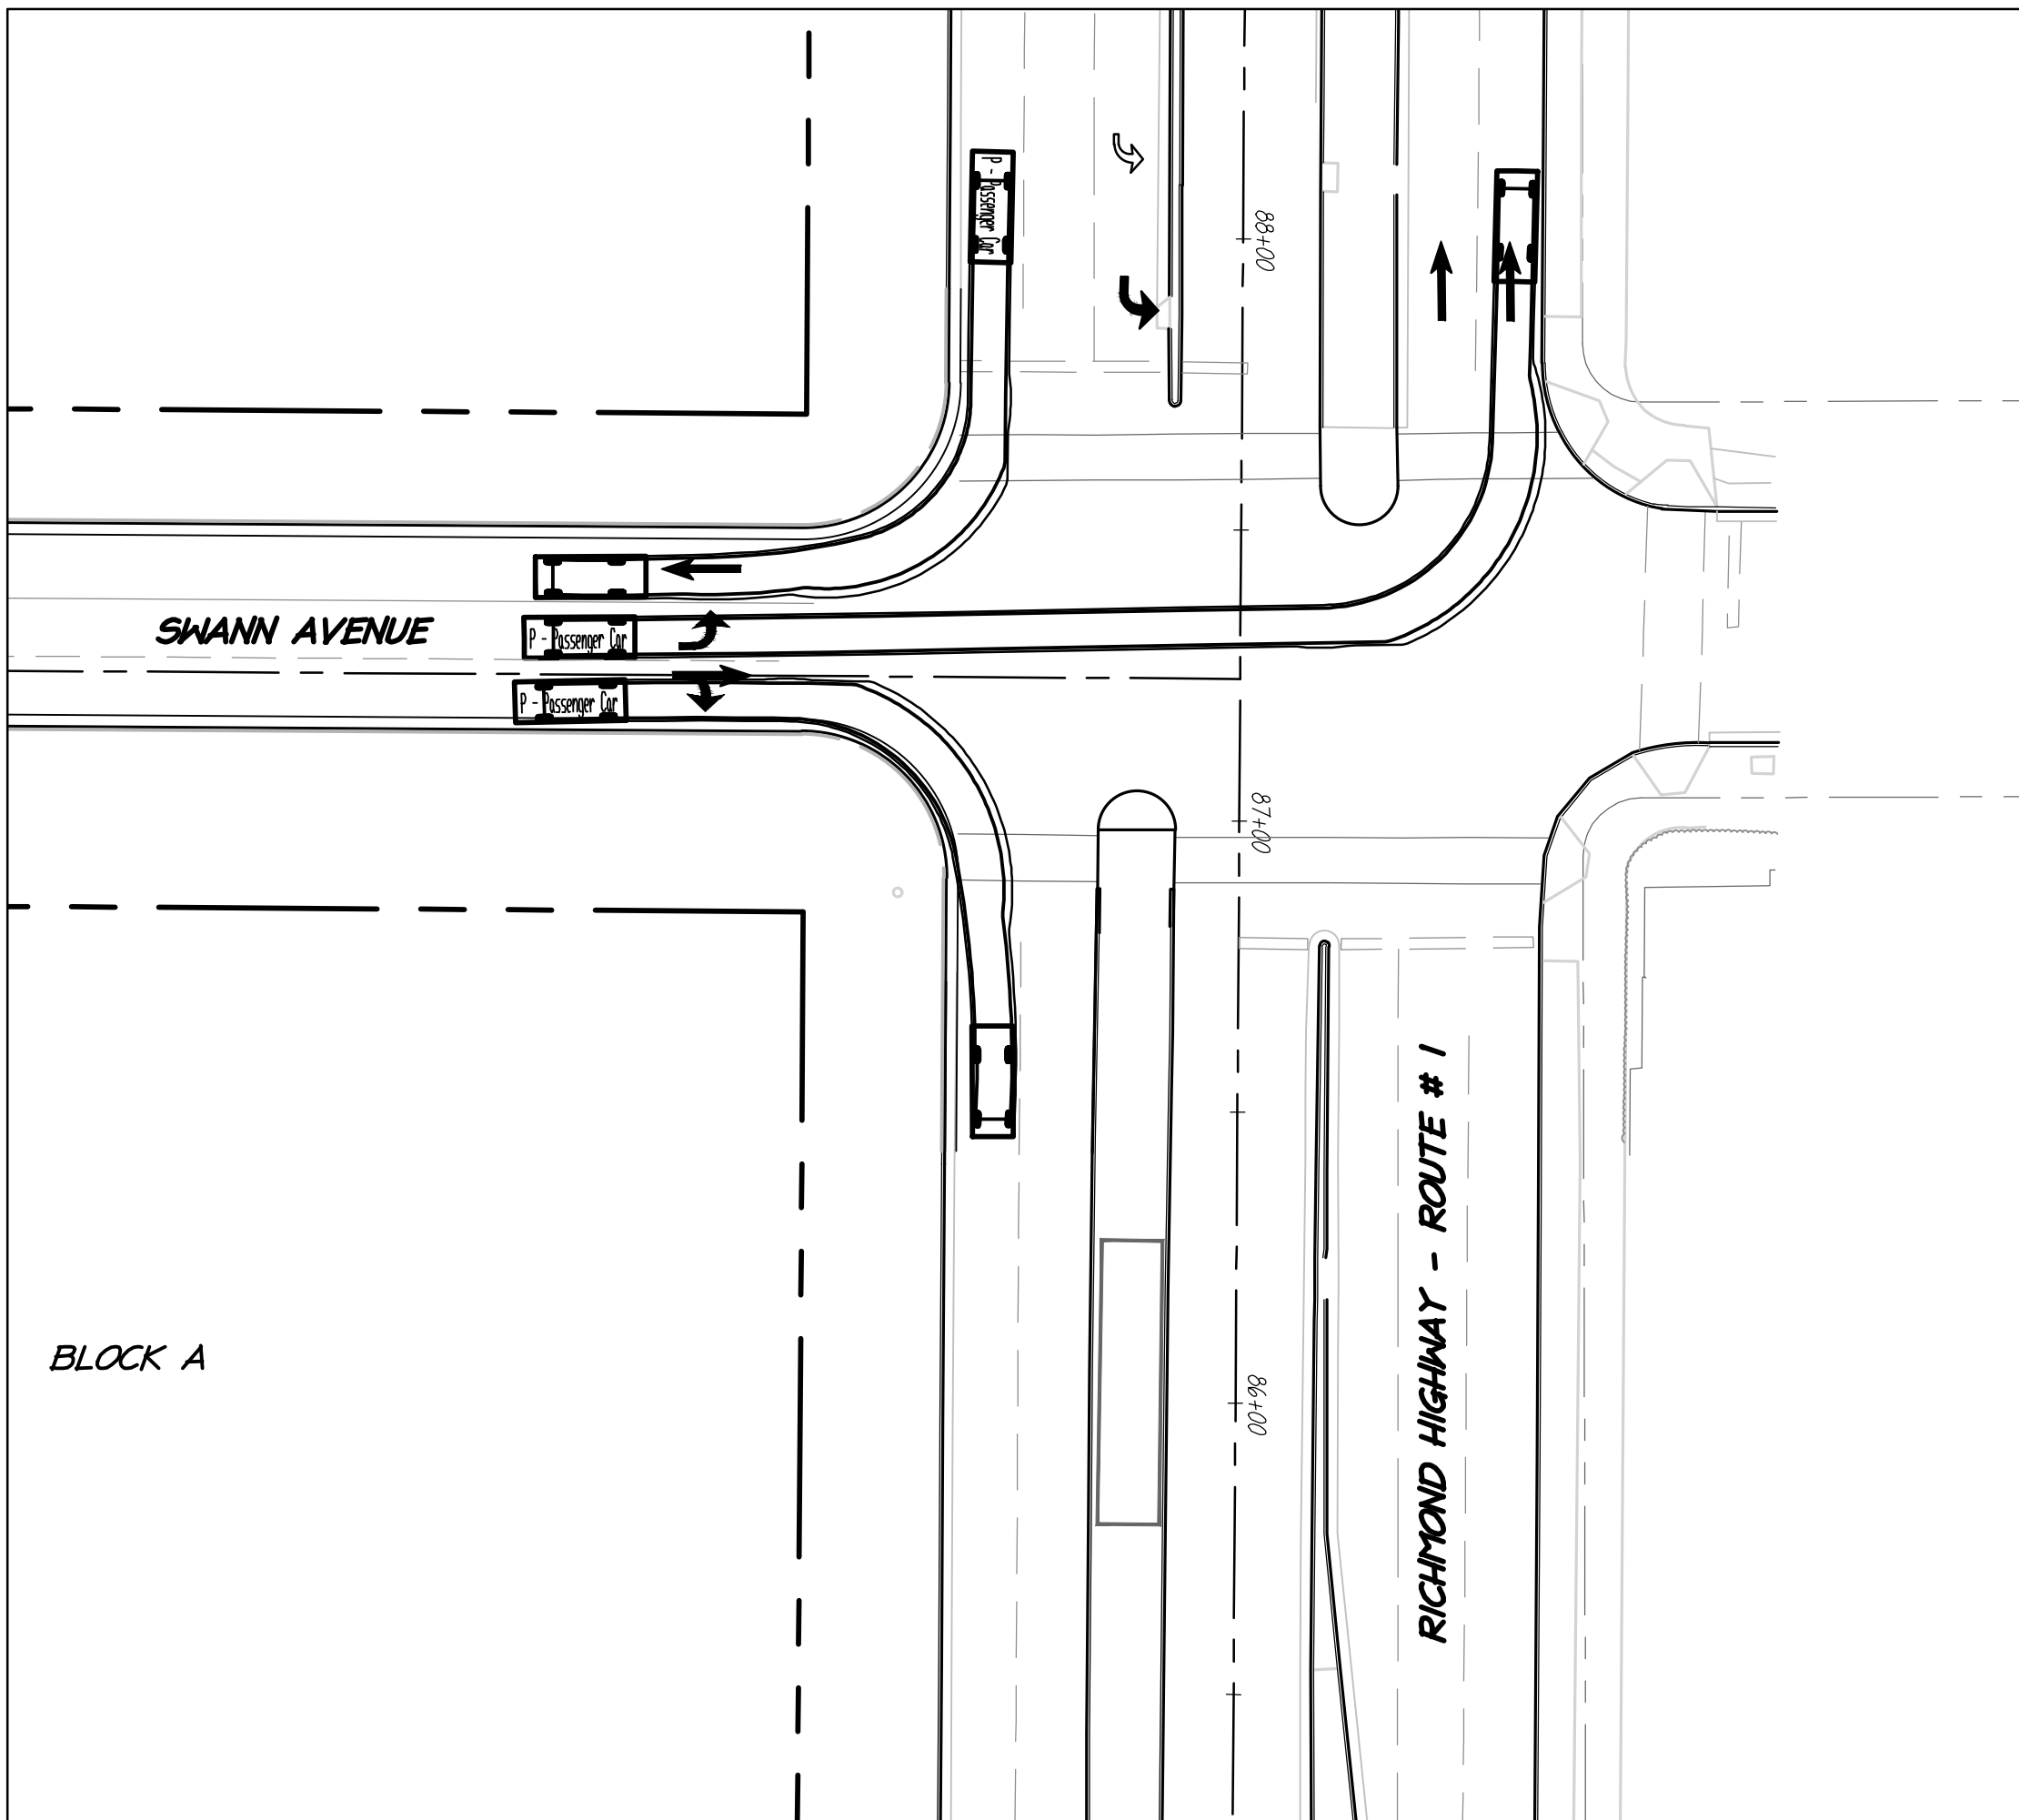 P - Passenger Car
88+00
SWANN AVENUE
P - Passenger Car
P - Passenger Car
87+00
RICHMOND HIGHWAY - ROUTE # 1
BLOCK A
86+00